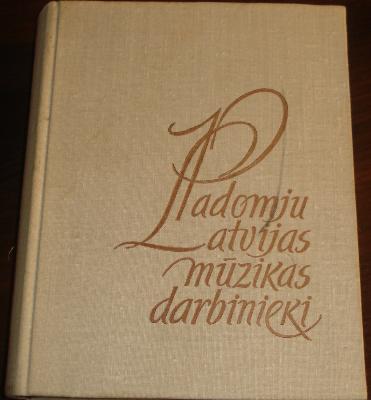 Padomju
Latvijas
mūzikas
darbinieki